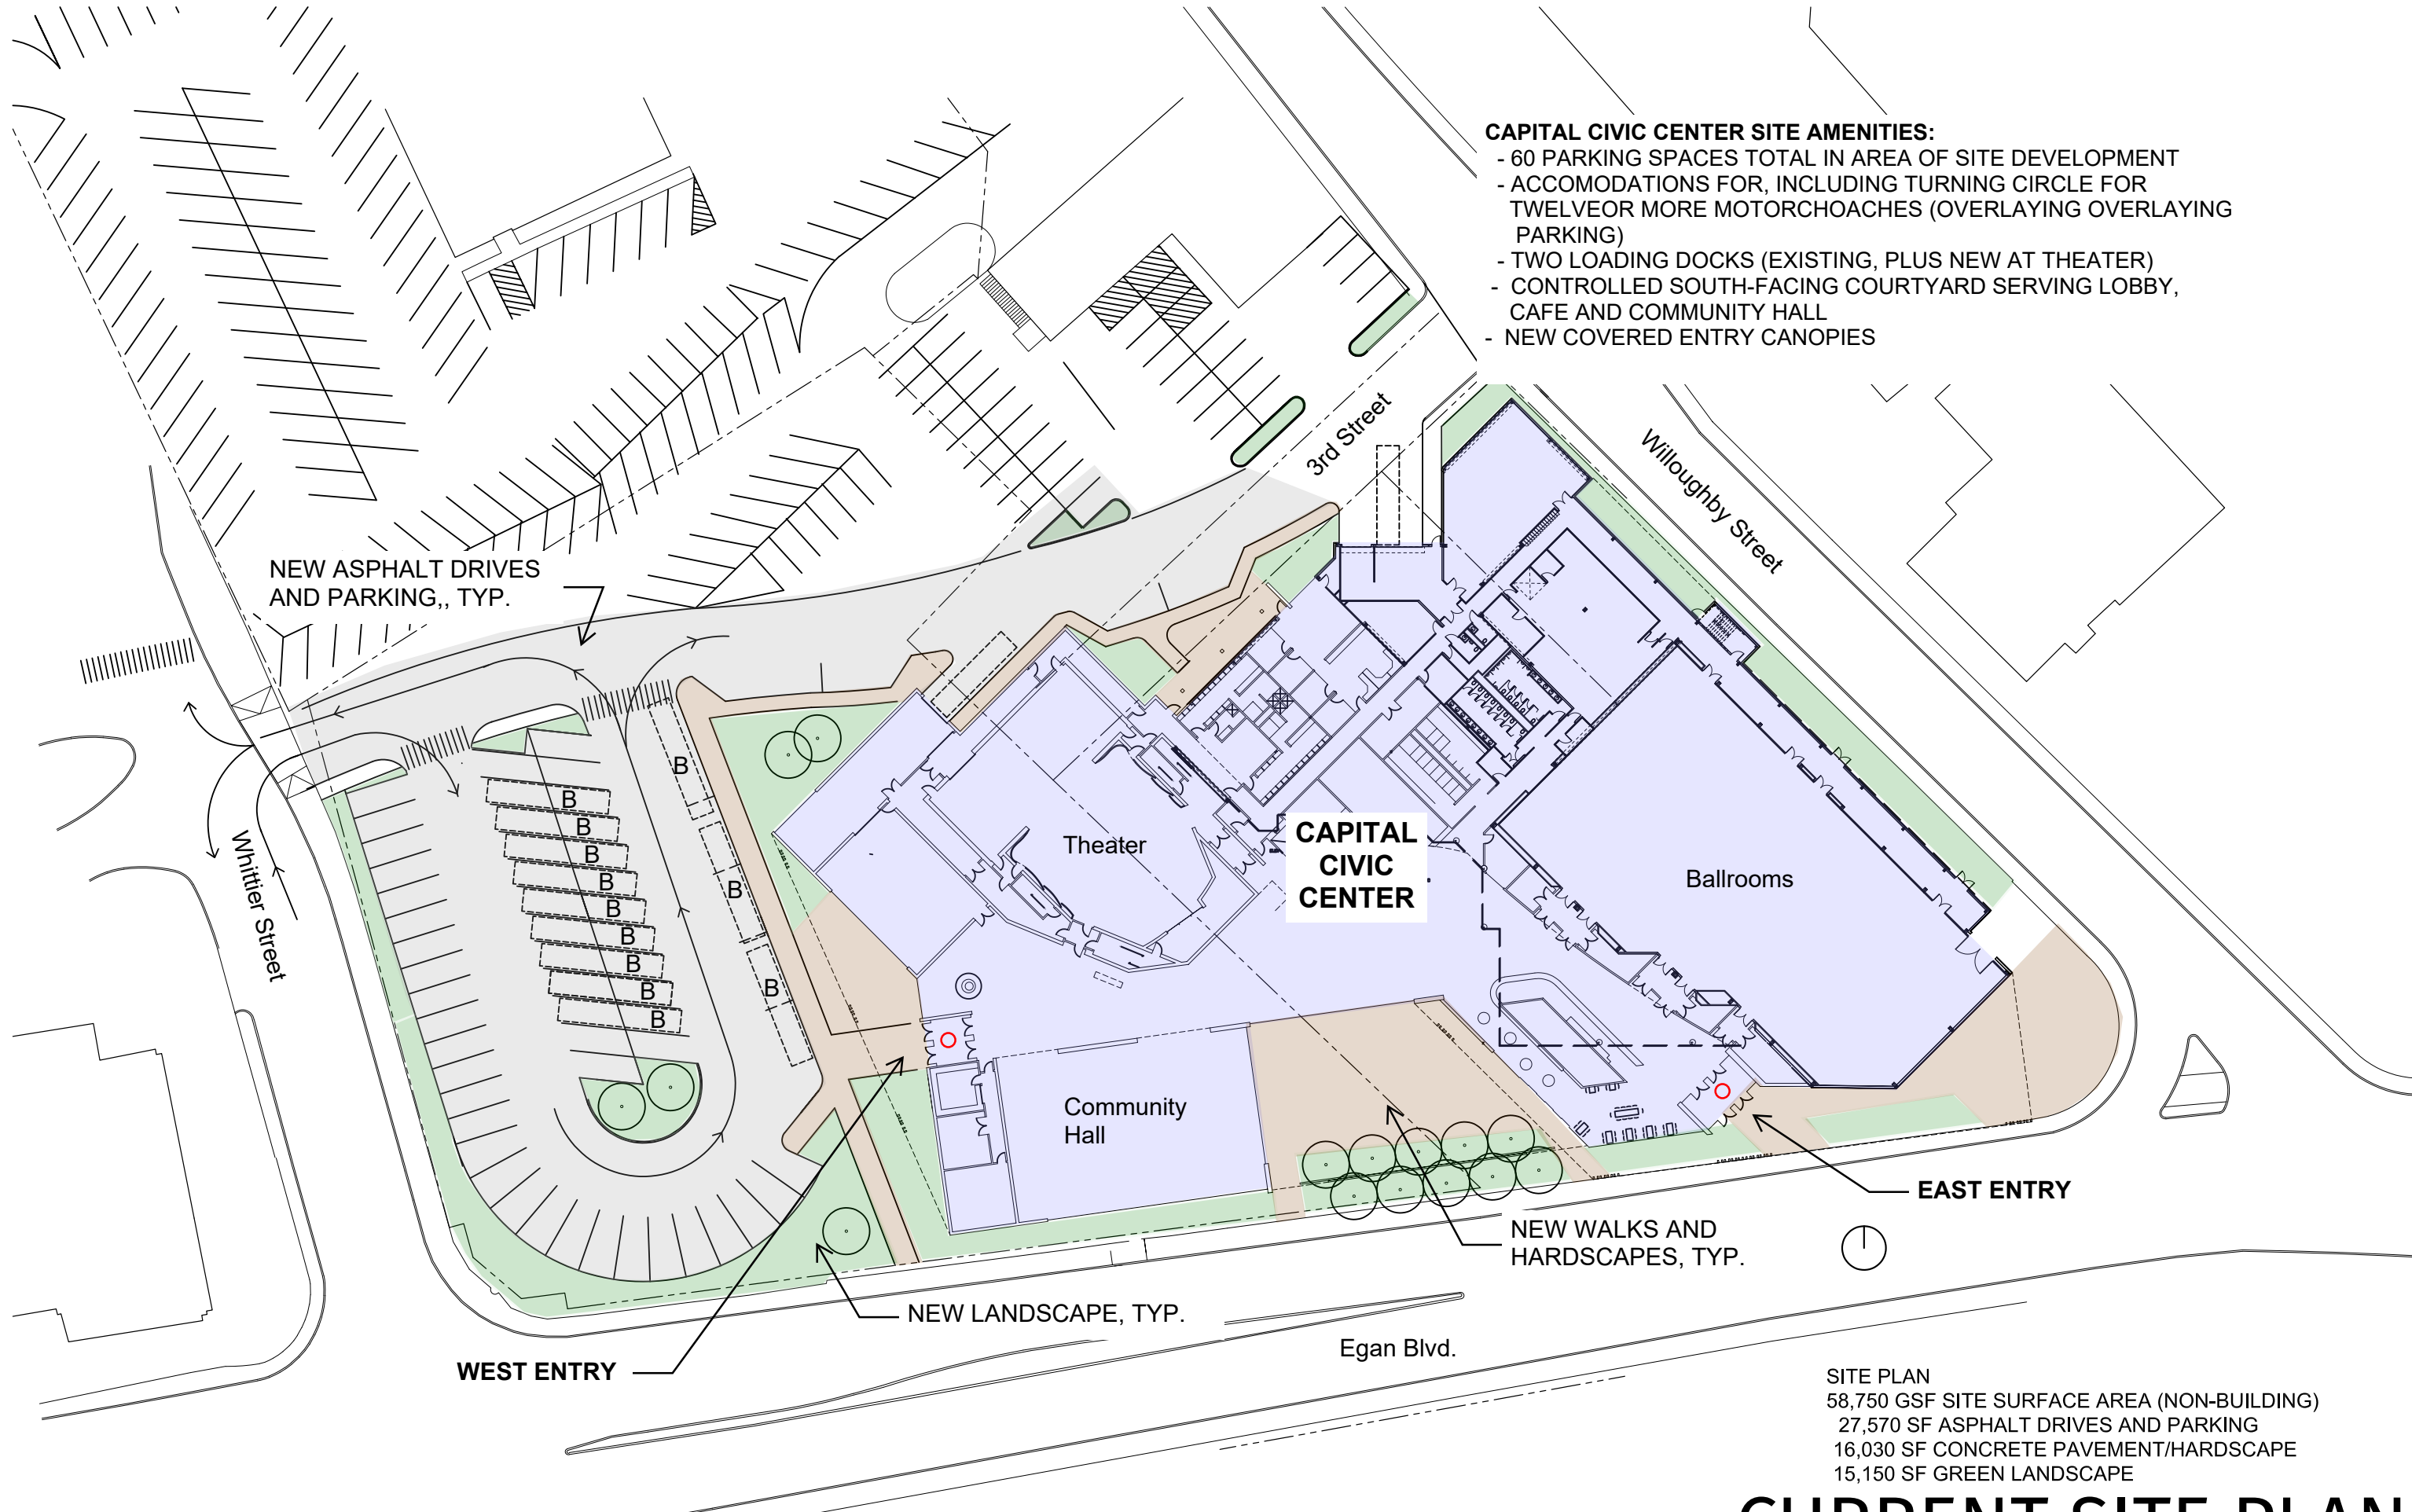 CAPITAL CIVIC CENTER SITE AMENITIES:
- 60 PARKING SPACES TOTAL IN AREA OF SITE DEVELOPMENT
- ACCOMODATIONS FOR, INCLUDING TURNING CIRCLE FOR
TWELVEOR MORE MOTORCHOACHES (OVERLAYING OVERLAYING
PARKING)
- TWO LOADING DOCKS (EXISTING, PLUS NEW AT THEATER)
- CONTROLLED SOUTH-FACING COURTYARD SERVING LOBBY,
CAFE AND COMMUNITY HALL
- NEW COVERED ENTRY CANOPIES
3rd Street
Willoughby Street
NEW ASPHALT DRIVES
AND PARKING,, TYP.
B
B
B
B
B
B
B
B
B
B
B
B
Whittier Street
Theater
CAPITAL
CIVIC
CENTER
Ballrooms
Community
Hall
EAST ENTRY
NEW WALKS AND
HARDSCAPES, TYP.
NEW LANDSCAPE, TYP.
WEST ENTRY
Egan Blvd.
SITE PLAN
58,750 GSF SITE SURFACE AREA (NON-BUILDING)
27,570 SF ASPHALT DRIVES AND PARKING
16,030 SF CONCRETE PAVEMENT/HARDSCAPE
15,150 SF GREEN LANDSCAPE
CURRENT SITE PLAN